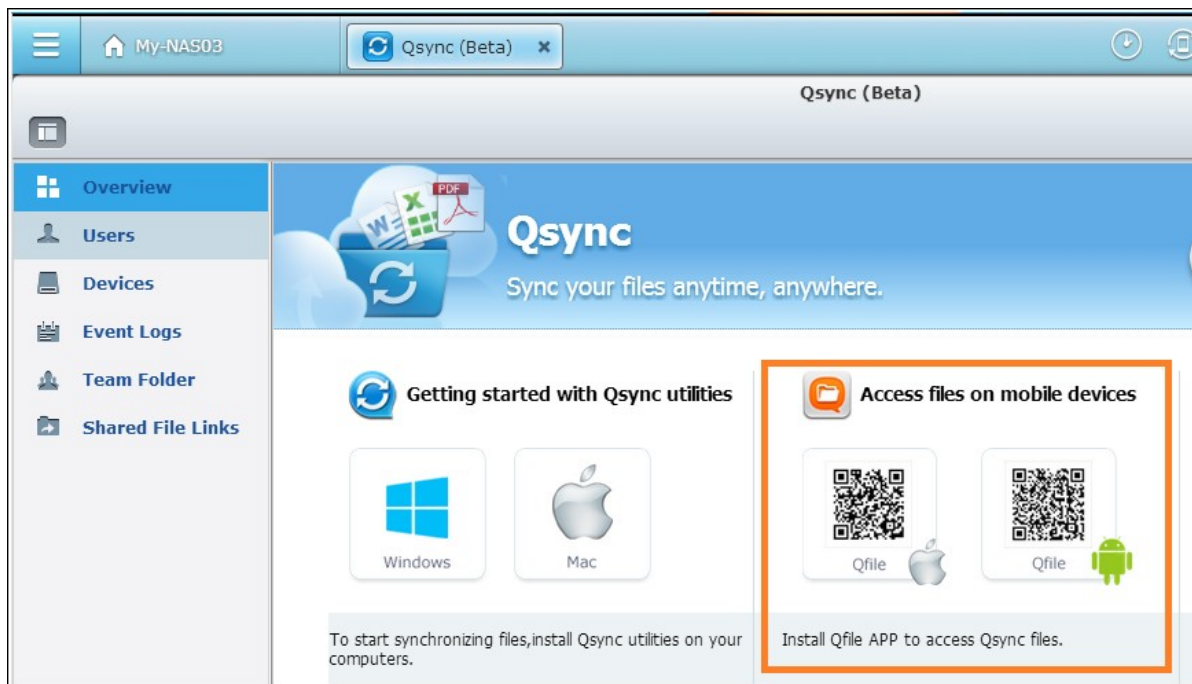 My-NAS03
Qsync (Beta)
Qsync (Beta)
Overview
Users
Devices
Event Logs
Team Folder
Shared File Links
W
X
PDF
Qsync
Sync your files anytime, anywhere.
Getting started with Qsync utilities
Windows
Mac
To start synchronizing files,install Qsync utilities on your
computers.
Access files on mobile devices
Qfile
Qfile
Install Qfile APP to access Qsync files.